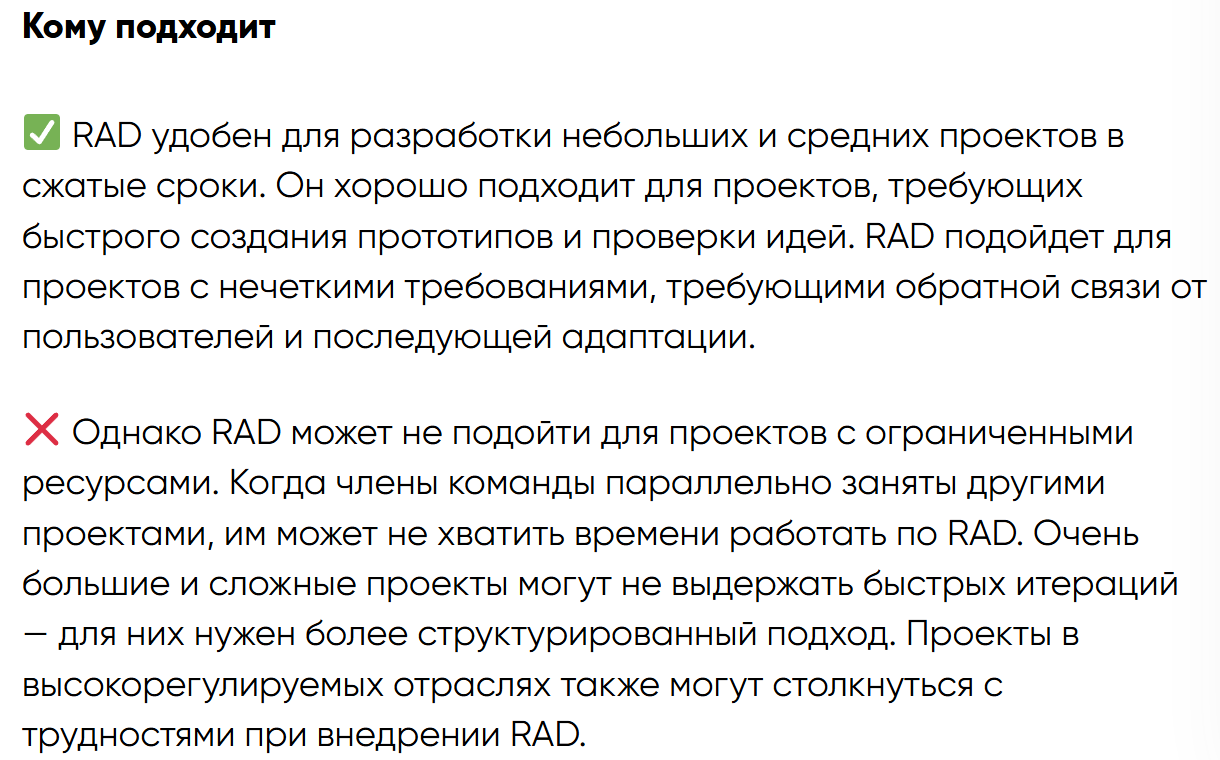 Кому подходит
✅ RAD удобен для разработки небольших и средних проектов в
сжатые сроки. Он хорошо подходит для проектов, требующих
быстрого создания прототипов и проверки идей. RAD подойдет для
проектов с нечеткими требованиями, требующими обратной связи от
пользователей и последующей адаптации.
❌ Однако RAD может не подойти для проектов с ограниченными
ресурсами. Когда члены команды параллельно заняты другими
проектами, им может не хватить времени работать по RAD. Очень
большие и сложные проекты могут не выдержать быстрых итераций
— для них нужен более структурированный подход. Проекты в
высокорегулируемых отраслях также могут столкнуться с
трудностями при внедрении RAD.